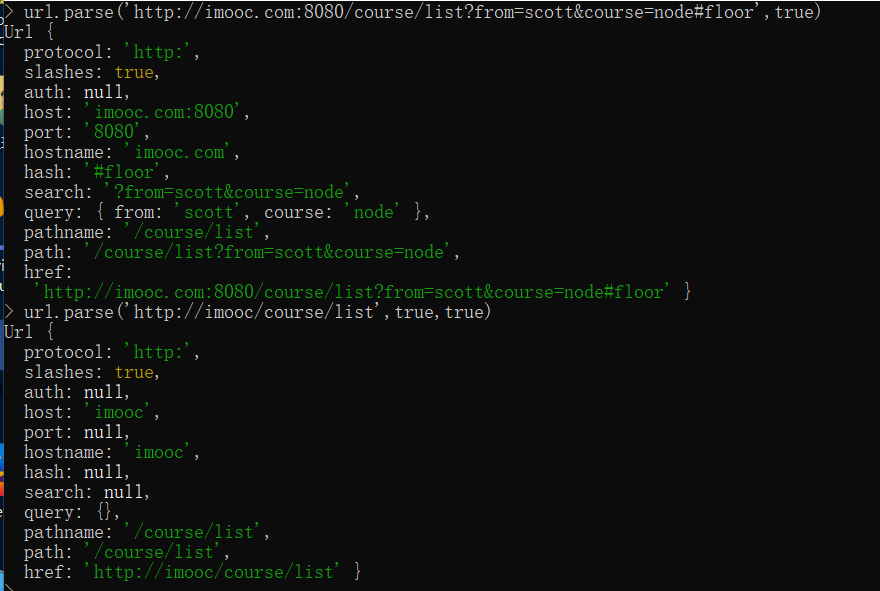 > url.parse('http://imooc.com:8080/course/list?from=scott&course=node#floor',true)
Url {
  protocol: 'http:',
  slashes: true,
  auth: null,
  host: 'imooc.com:8080',
  port: '8080',
  hostname: 'imooc.com',
  hash: '#floor',
  search: '?from=scott&course=node',
  query: { from: 'scott', course: 'node' },
  pathname: '/course/list',
  path: '/course/list?from=scott&course=node',
  href:
   'http://imooc.com:8080/course/list?from=scott&course=node#floor' }
> url.parse('http://imooc/course/list',true,true)
Url {
  protocol: 'http:',
  slashes: true,
  auth: null,
  host: 'imooc',
  port: null,
  hostname: 'imooc',
  hash: null,
  search: null,
  query: {},
  pathname: '/course/list',
  path: '/course/list',
  href: 'http://imooc/course/list' }